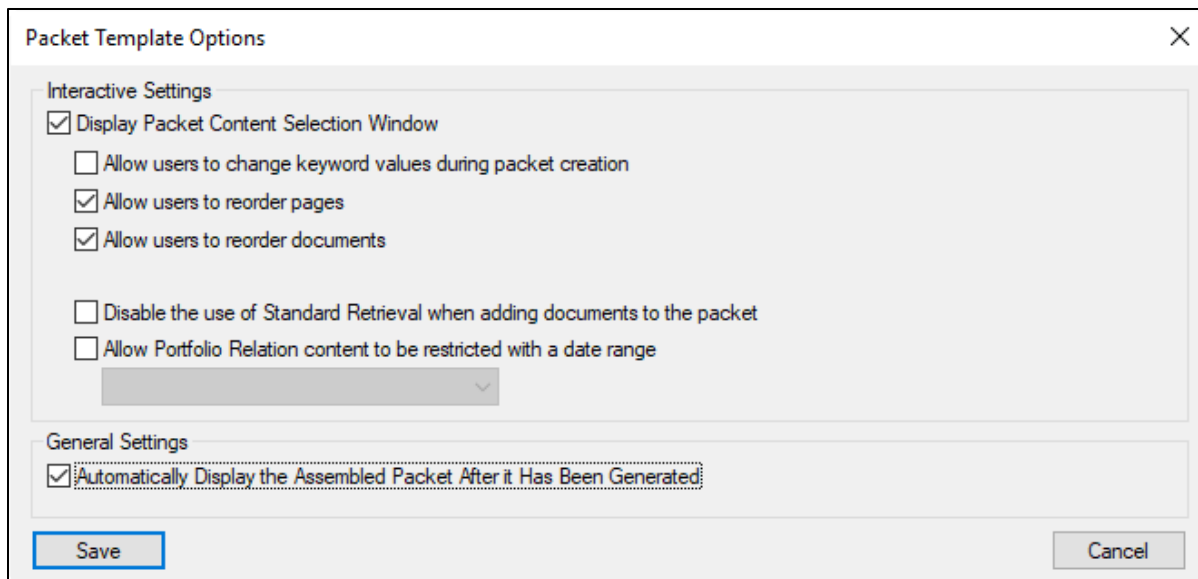 Packet Template Options
Interactive Settings
Display Packet Content Selection Window
Allow users to change keyword values during packet creation
Allow users to reorder pages
Allow users to reorder documents
Disable the use of Standard Retrieval when adding documents to the packet
Allow Portfolio Relation content to be restricted with a date range
General Settings
Automatically Display the Assembled Packet After it Has Been Generated
Save
Cancel